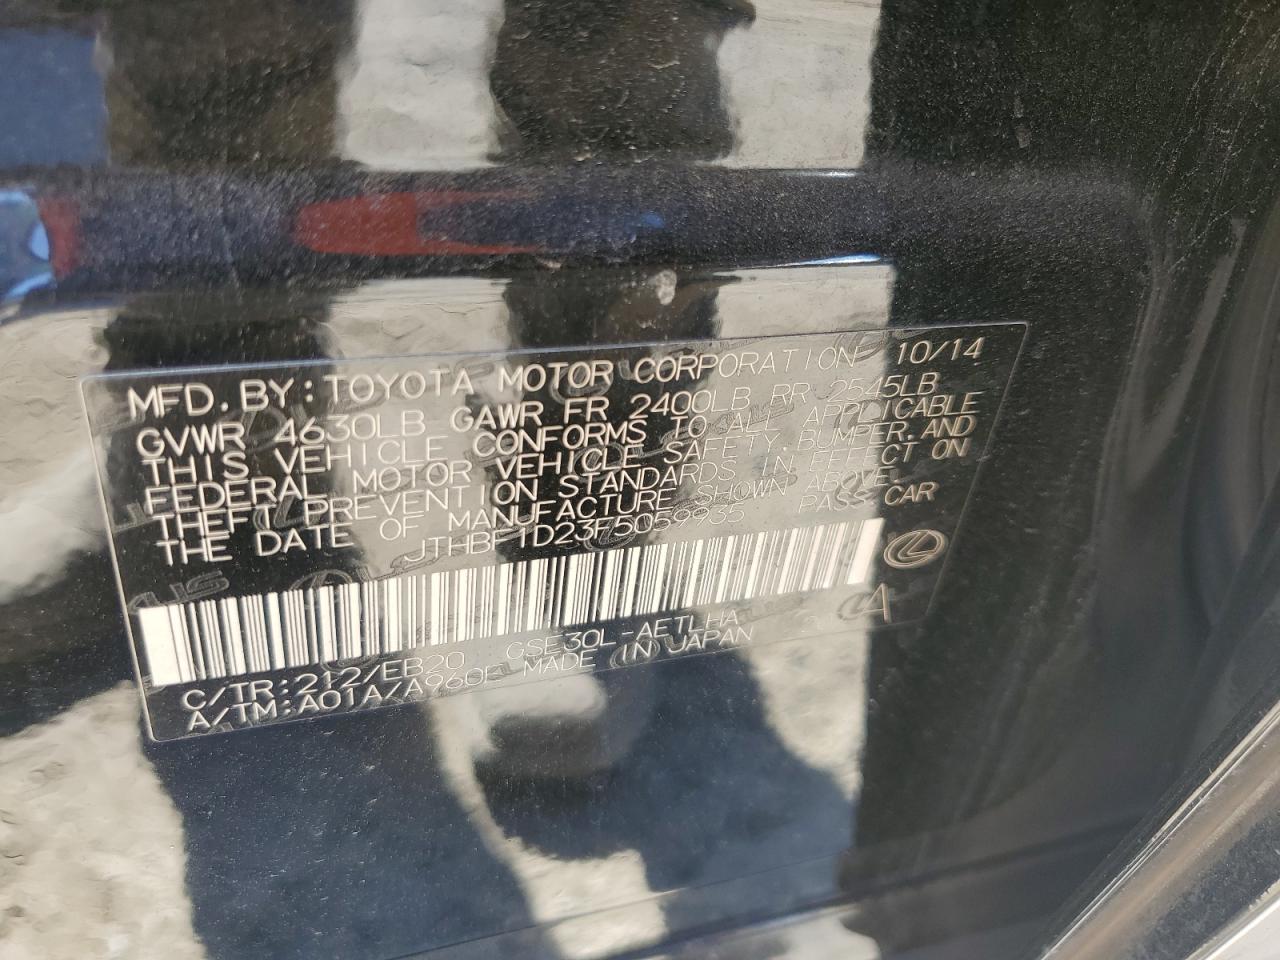 MFD. BY: TOYOTA MOTOR CORPORATION 10/14
GVWR 4630LB GAWR FR 2400LB RR 2545LB
THIS VEHICLE CONFORMS TO ALL APPLICABLE
FEDERAL MOTOR VEHICLE SAFETY, BUMPER, AND
THEFT PREVENTION STANDARDS IN EFFECT ON
THE DATE OF MANUFACTURE SHOWN ABOVE.
JTHBF1D23F5059935 PASS CAR
C/TR:212/EB20 GSE30L-AETLHA
A/TM:A01A/A960E MADE IN JAPAN